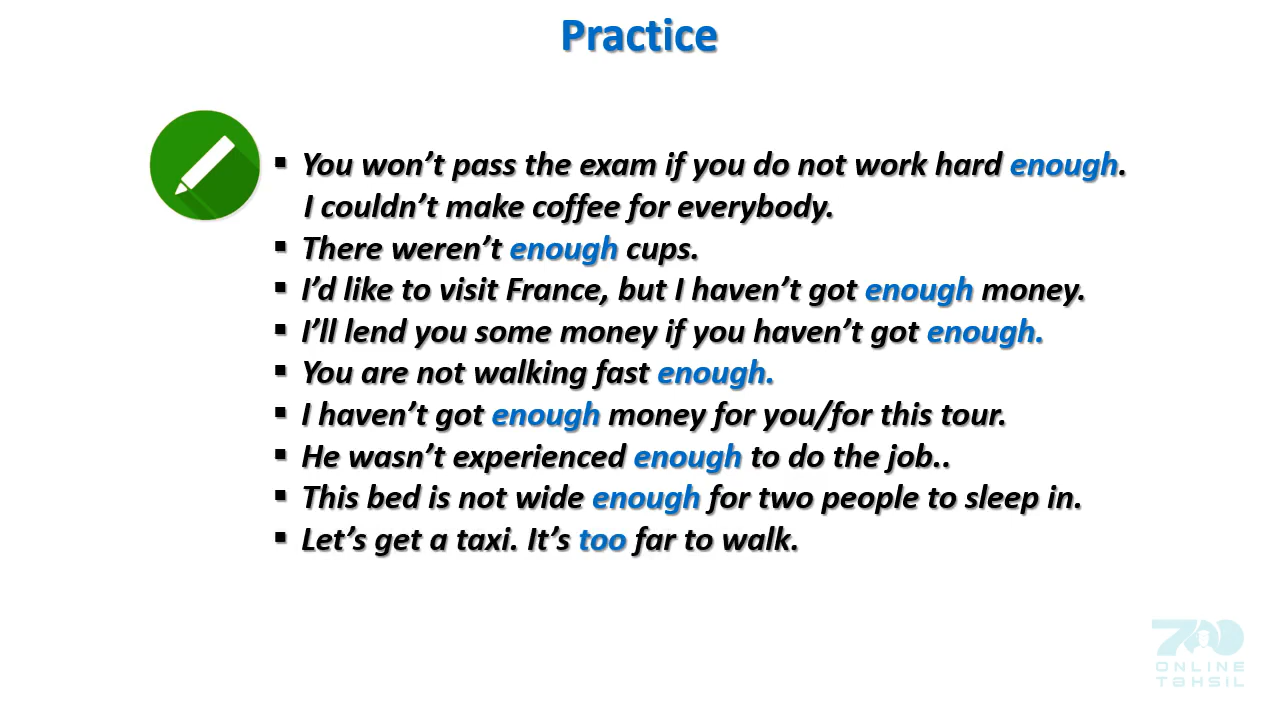 Practice
▪ You won’t pass the exam if you do not work hard enough.
I couldn’t make coffee for everybody.
▪ There weren’t enough cups.
▪ I’d like to visit France, but I haven’t got enough money.
▪ I’ll lend you some money if you haven’t got enough.
▪ You are not walking fast enough.
▪ I haven’t got enough money for you/for this tour.
▪ He wasn’t experienced enough to do the job..
▪ This bed is not wide enough for two people to sleep in.
▪ Let’s get a taxi. It’s too far to walk.
700
ONLINE
TAHSIL